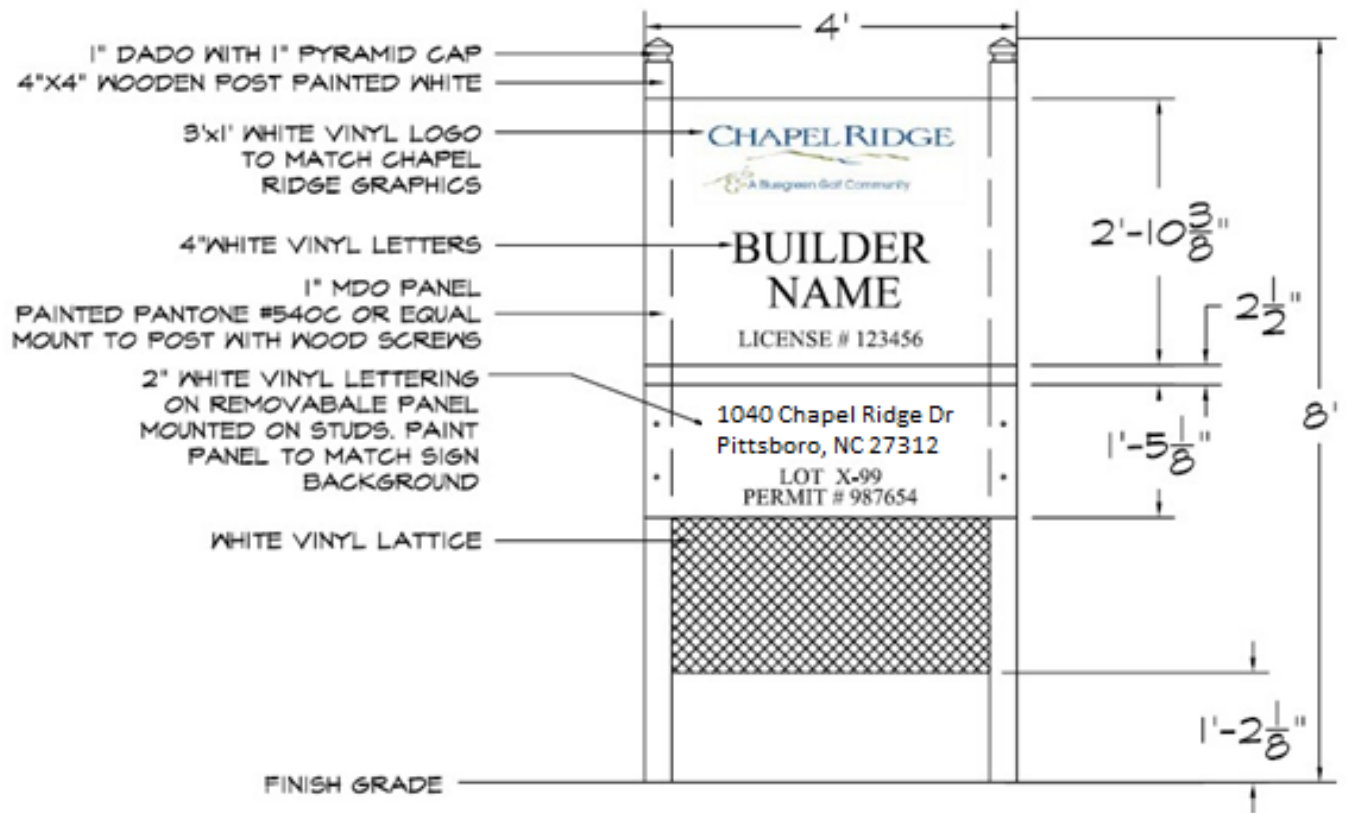 4'
1" DADO WITH 1" PYRAMID CAP
4"X4" WOODEN POST PAINTED WHITE
3'x1' WHITE VINYL LOGO
TO MATCH CHAPEL
RIDGE GRAPHICS
4"WHITE VINYL LETTERS
1" MDO PANEL
PAINTED PANTONE #540C OR EQUAL
MOUNT TO POST WITH WOOD SCREWS
2" WHITE VINYL LETTERING
ON REMOVABALE PANEL
MOUNTED ON STUDS. PAINT
PANEL TO MATCH SIGN
BACKGROUND
WHITE VINYL LATTICE
FINISH GRADE
CHAPEL RIDGE
A Bluegreen Golf Community
BUILDER
NAME
LICENSE # 123456
1040 Chapel Ridge Dr
Pittsboro, NC 27312
LOT X-99
PERMIT # 987654
2'-10 3/8"
2 1/2"
1'-5 1/8"
8'
1'-2 1/8"